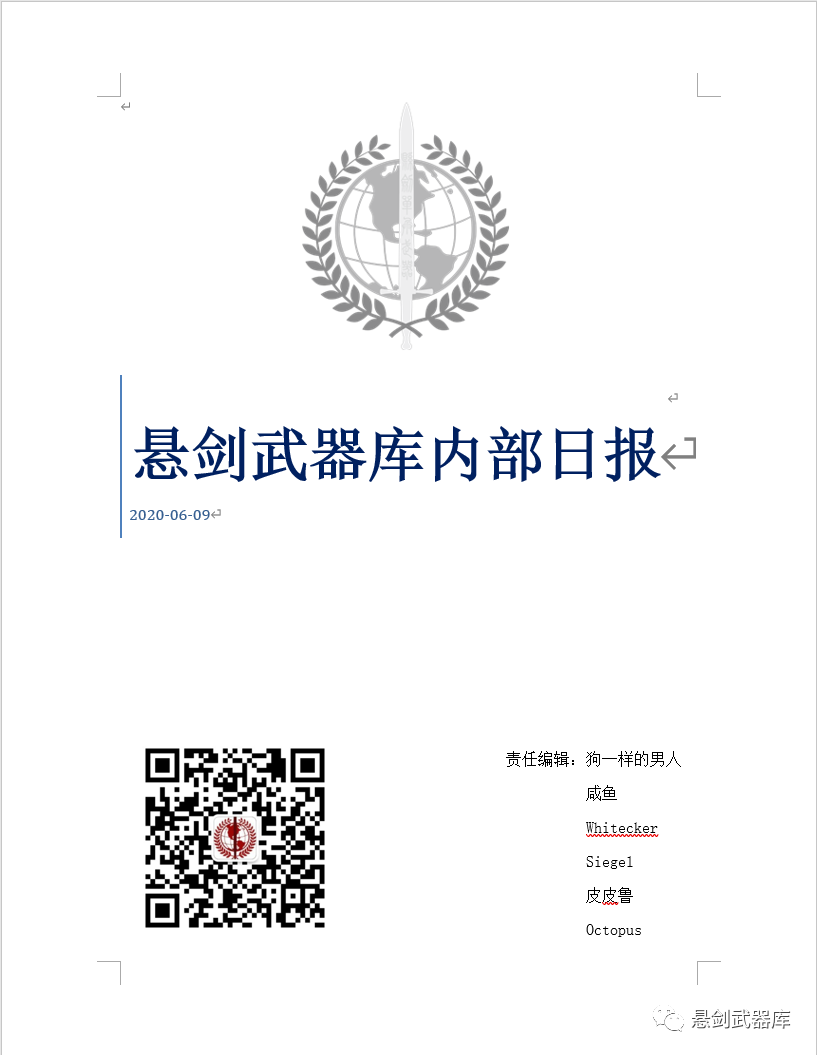 悬剑武器库内部日报
2020-06-09
责任编辑：狗一样的男人
咸鱼
Whitecker
Siegel
皮皮鲁
Octopus
悬剑武器库